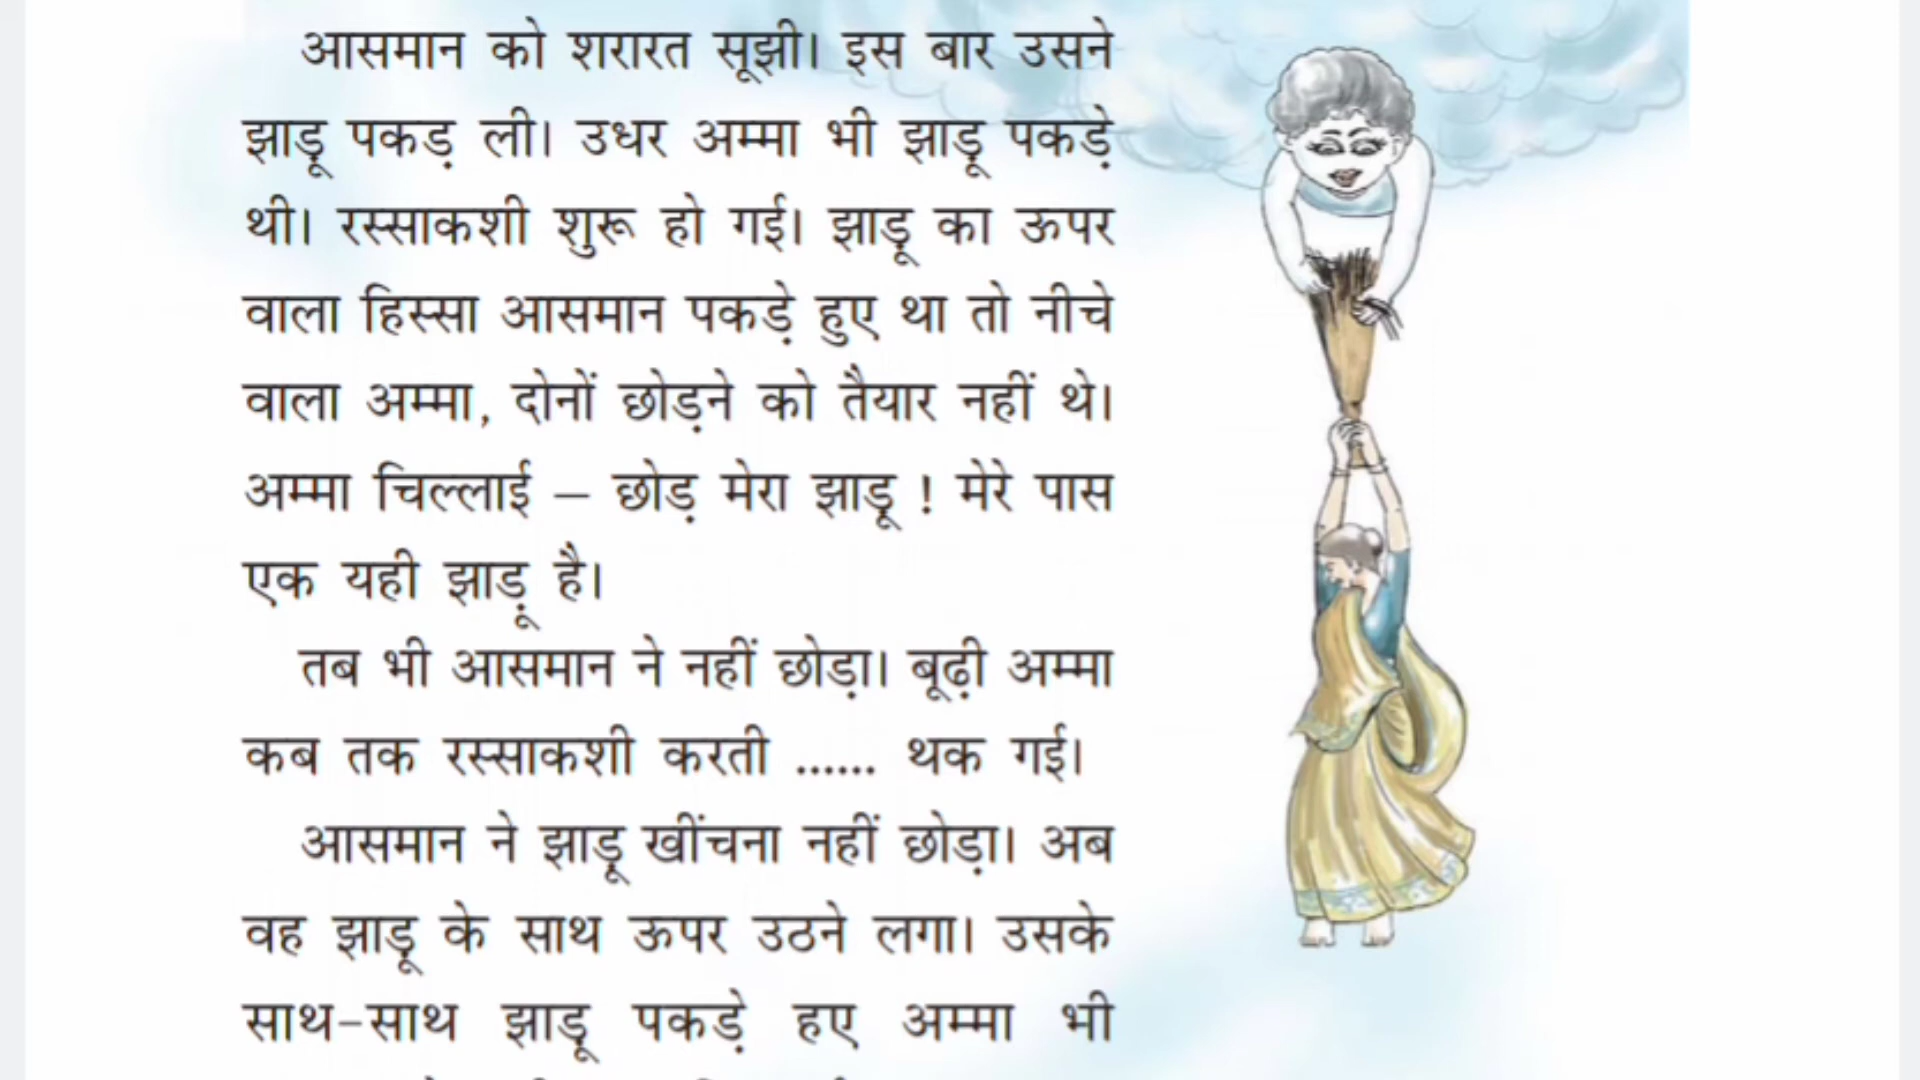 आसमान को शरारत सूझी। इस बार उसने
झाड़ू पकड़ ली। उधर अम्मा भी झाड़ू पकड़े
थी। रस्साकशी शुरू हो गई। झाड़ू का ऊपर
वाला हिस्सा आसमान पकड़े हुए था तो नीचे
वाला अम्मा, दोनों छोड़ने को तैयार नहीं थे।
अम्मा चिल्लाई – छोड़ मेरा झाड़ू ! मेरे पास
एक यही झाड़ू है।
तब भी आसमान ने नहीं छोड़ा। बूढ़ी अम्मा
कब तक रस्साकशी करती ...... थक गई।
आसमान ने झाड़ू खींचना नहीं छोड़ा। अब
वह झाड़ू के साथ ऊपर उठने लगा। उसके
साथ-साथ झाड़ू पकड़े हुए अम्मा भी